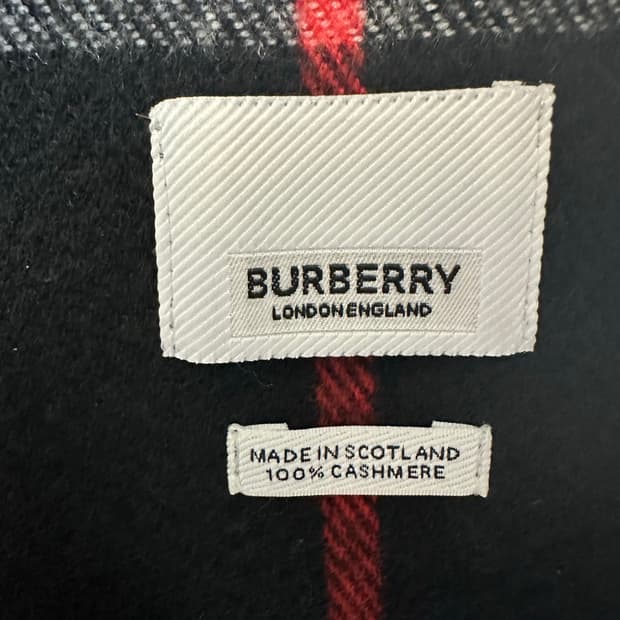 BURBERRY
LONDON ENGLAND
MADE IN SCOTLAND
100% CASHMERE